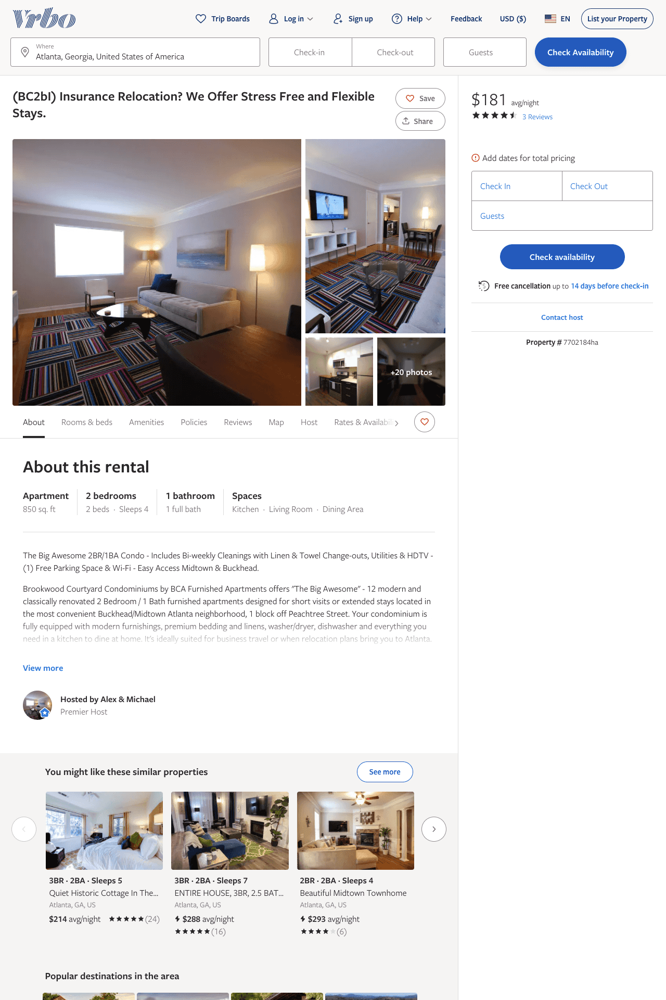 Vrbo
Trip Boards
Log in
Sign up
Help
Feedback
USD ($)
EN
List your Property
Where
Atlanta, Georgia, United States of America
Check-in
Check-out
Guests
Check Availability
(BC2bI) Insurance Relocation? We Offer Stress Free and Flexible
Stays.
Save
Share
+20 photos
$181 avg/night
3 Reviews
Add dates for total pricing
Check In
Check Out
Guests
Check availability
Free cancellation up to 14 days before check-in
Contact host
Property # 7702184ha
About
Rooms & beds
Amenities
Policies
Reviews
Map
Host
Rates & Availabili
About this rental
Apartment
850 sq. ft
2 bedrooms
2 beds · Sleeps 4
1 bathroom
1 full bath
Spaces
Kitchen · Living Room · Dining Area
The Big Awesome 2BR/1BA Condo - Includes Bi-weekly Cleanings with Linen & Towel Change-outs, Utilities & HDTV -
(1) Free Parking Space & Wi-Fi - Easy Access Midtown & Buckhead.
Brookwood Courtyard Condominiums by BCA Furnished Apartments offers "The Big Awesome" - 12 modern and
classically renovated 2 Bedroom / 1 Bath furnished apartments designed for short visits or extended stays located in
the most convenient Buckhead/Midtown Atlanta neighborhood, 1 block off Peachtree Street. Your condominium is
fully equipped with modern furnishings, premium bedding and linens, washer/dryer, dishwasher and everything you
need in a kitchen to dine at home. It's ideally suited for business travel or when relocation plans bring you to Atlanta.
View more
Hosted by Alex & Michael
Premier Host
You might like these similar properties
See more
3BR · 2BA · Sleeps 5
Quiet Historic Cottage In The...
Atlanta, GA, US
$214 avg/night
(24)
3BR · 2BA · Sleeps 7
ENTIRE HOUSE, 3BR, 2.5 BAT...
Atlanta, GA, US
$288 avg/night
(16)
2BR · 2BA · Sleeps 4
Beautiful Midtown Townhome
Atlanta, GA, US
$293 avg/night
(6)
Popular destinations in the area